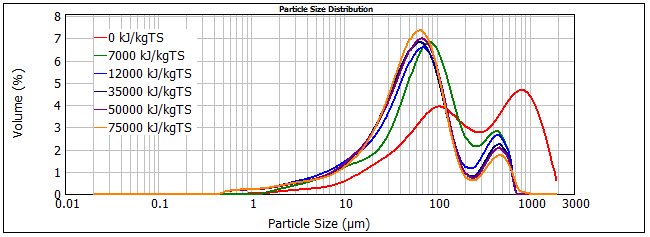 Particle Size Distribution
8
7
6
5
4
3
2
1
0
Volume (%)
0 kJ/kgTS
7000 kJ/kgTS
12000 kJ/kgTS
35000 kJ/kgTS
50000 kJ/kgTS
75000 kJ/kgTS
0.01 0.1 1 10 100 1000 3000
Particle Size (µm)